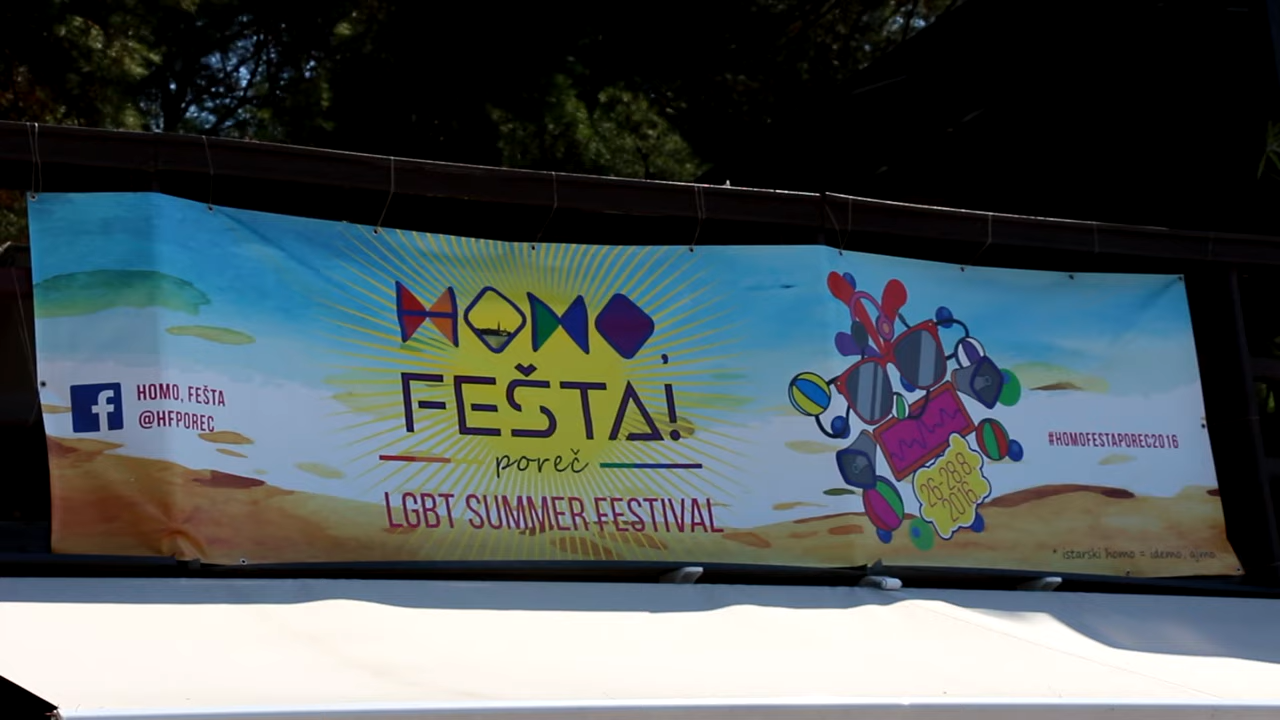 HOMO,
FEŠTA!
poreč
LGBT SUMMER FESTIVAL
f
HOMO, FEŠTA
@HFPOREC
26-28.8.
2016.
#HOMOFESTAPOREC2016
* istarski homo = idemo, ajmo